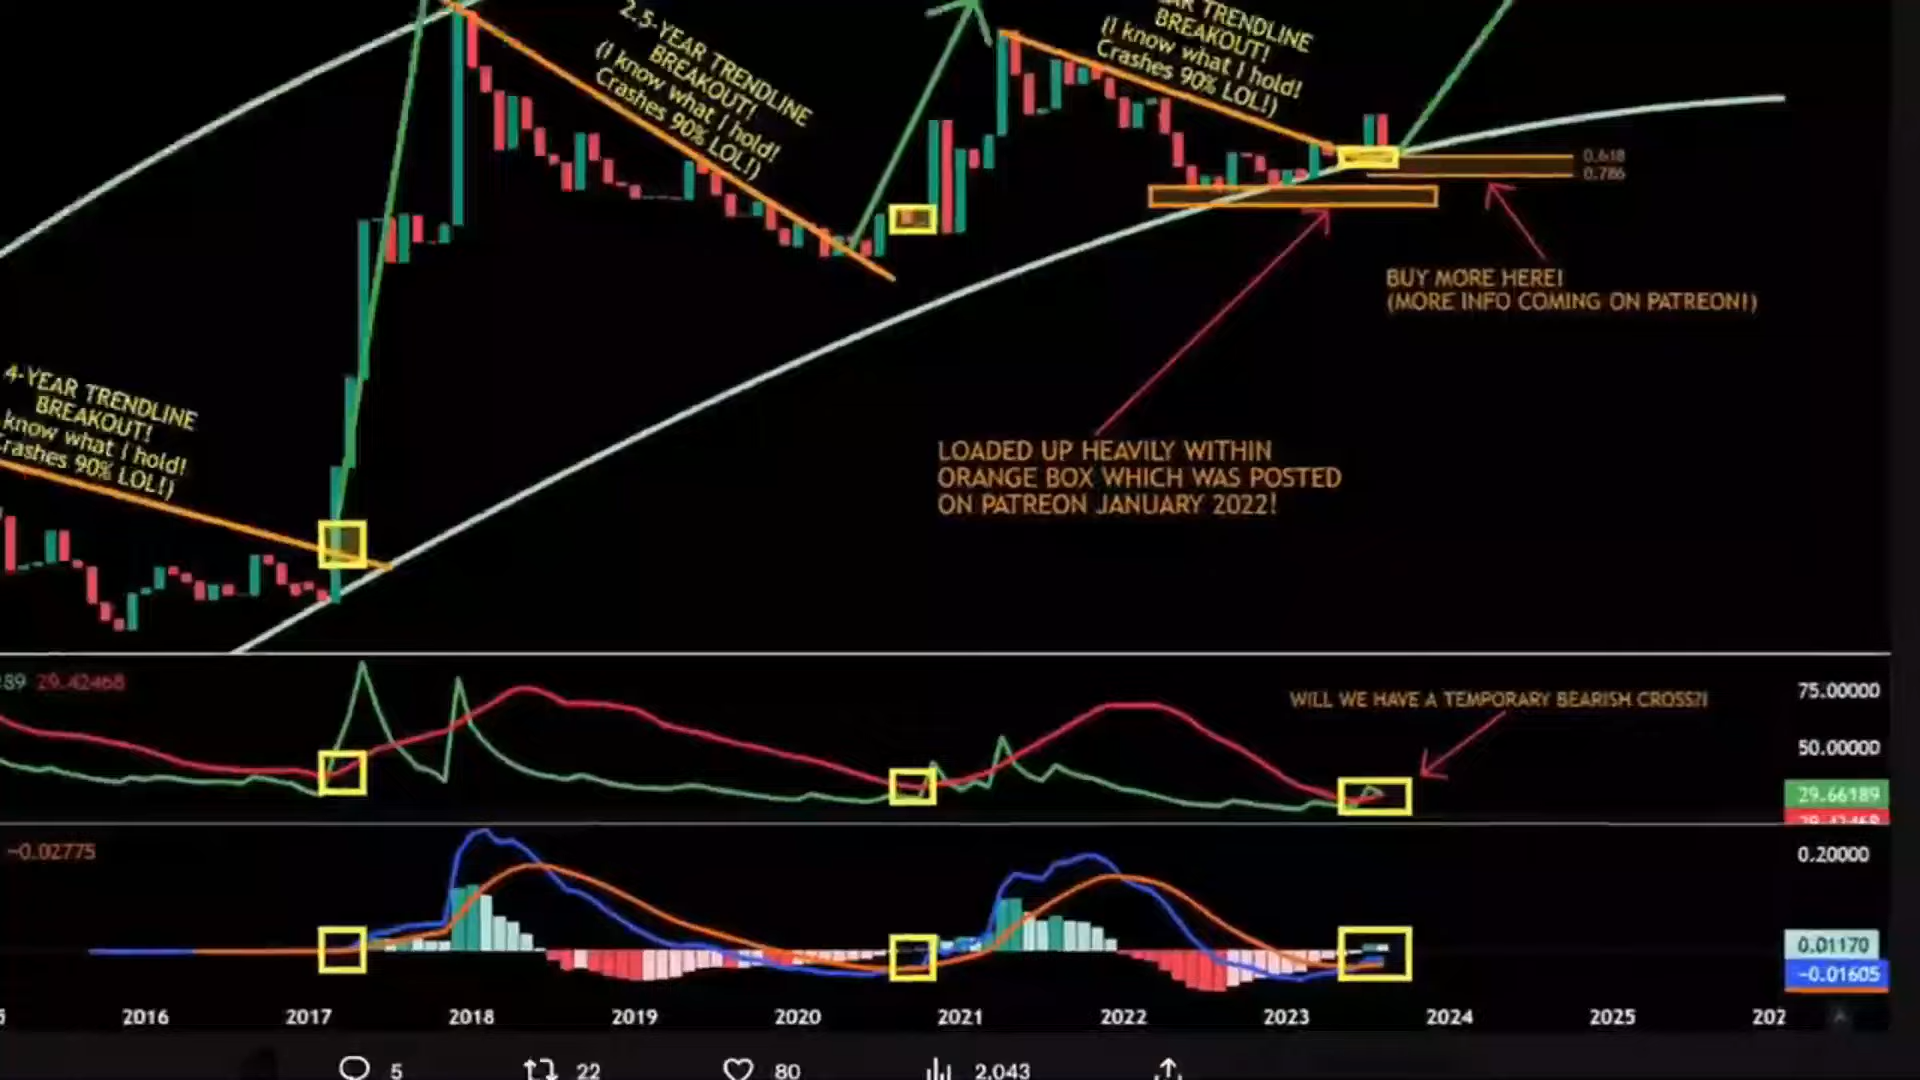 2.5-YEAR TRENDLINE
BREAKOUT!
(I know what I hold!
Crashes 90% LOL!)
TRENDLINE
BREAKOUT!
(I know what I hold!
Crashes 90% LOL!)
0.618
0.786
BUY MORE HERE!
(MORE INFO COMING ON PATREON!)
4-YEAR TRENDLINE
BREAKOUT!
know what I hold!
Crashes 90% LOL!)
LOADED UP HEAVILY WITHIN
ORANGE BOX WHICH WAS POSTED
ON PATREON JANUARY 2022!
29.42468
WILL WE HAVE A TEMPORARY BEARISH CROSS?!
75.00000
50.00000
29.66189
29.42468
-0.02775
0.20000
0.01170
-0.01605
2016 2017 2018 2019 2020 2021 2022 2023 2024 2025
5 22 80 2,043